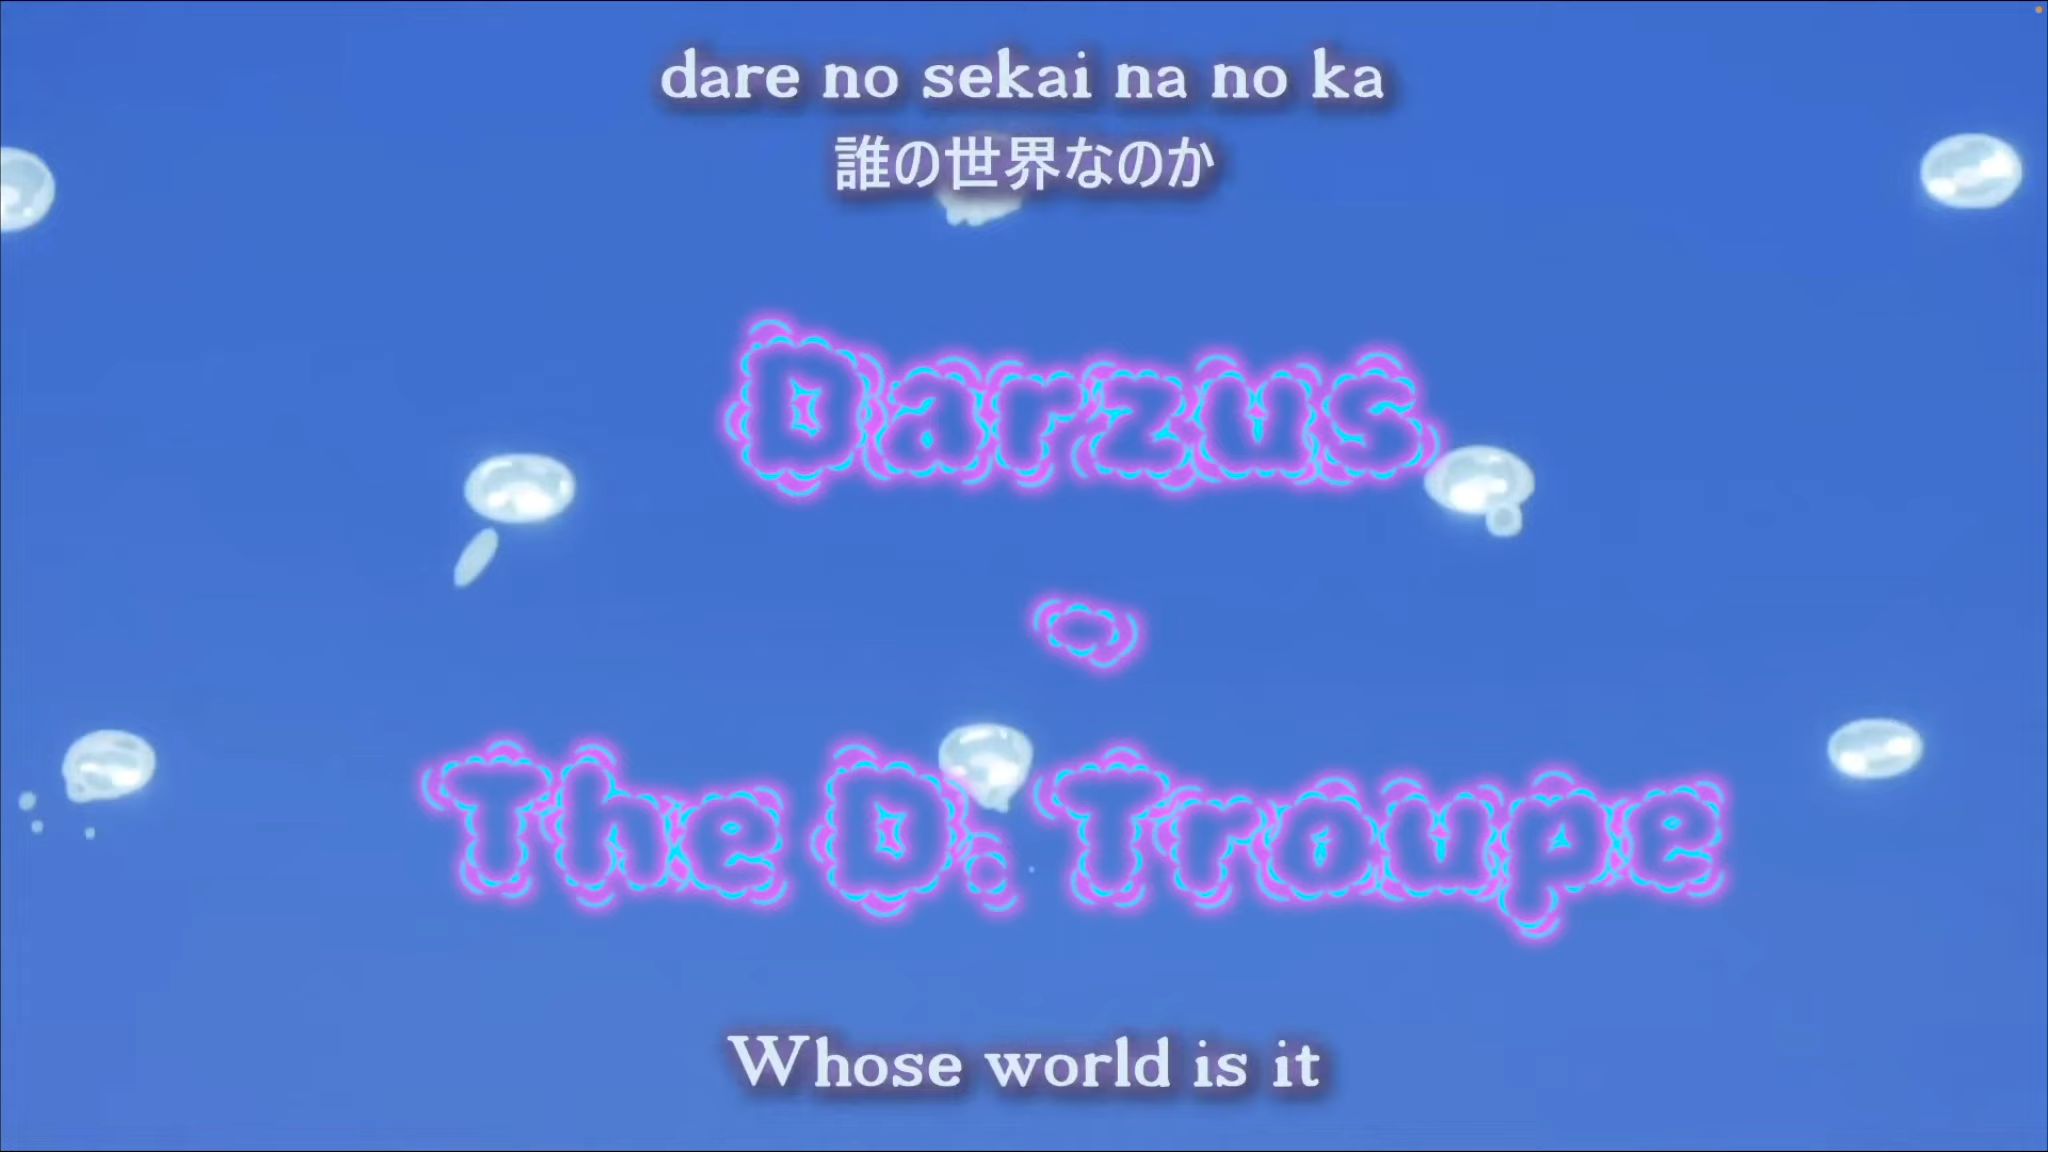 dare no sekai na no ka
誰の世界なのか
Darzus
-
The D. Troupe
Whose world is it